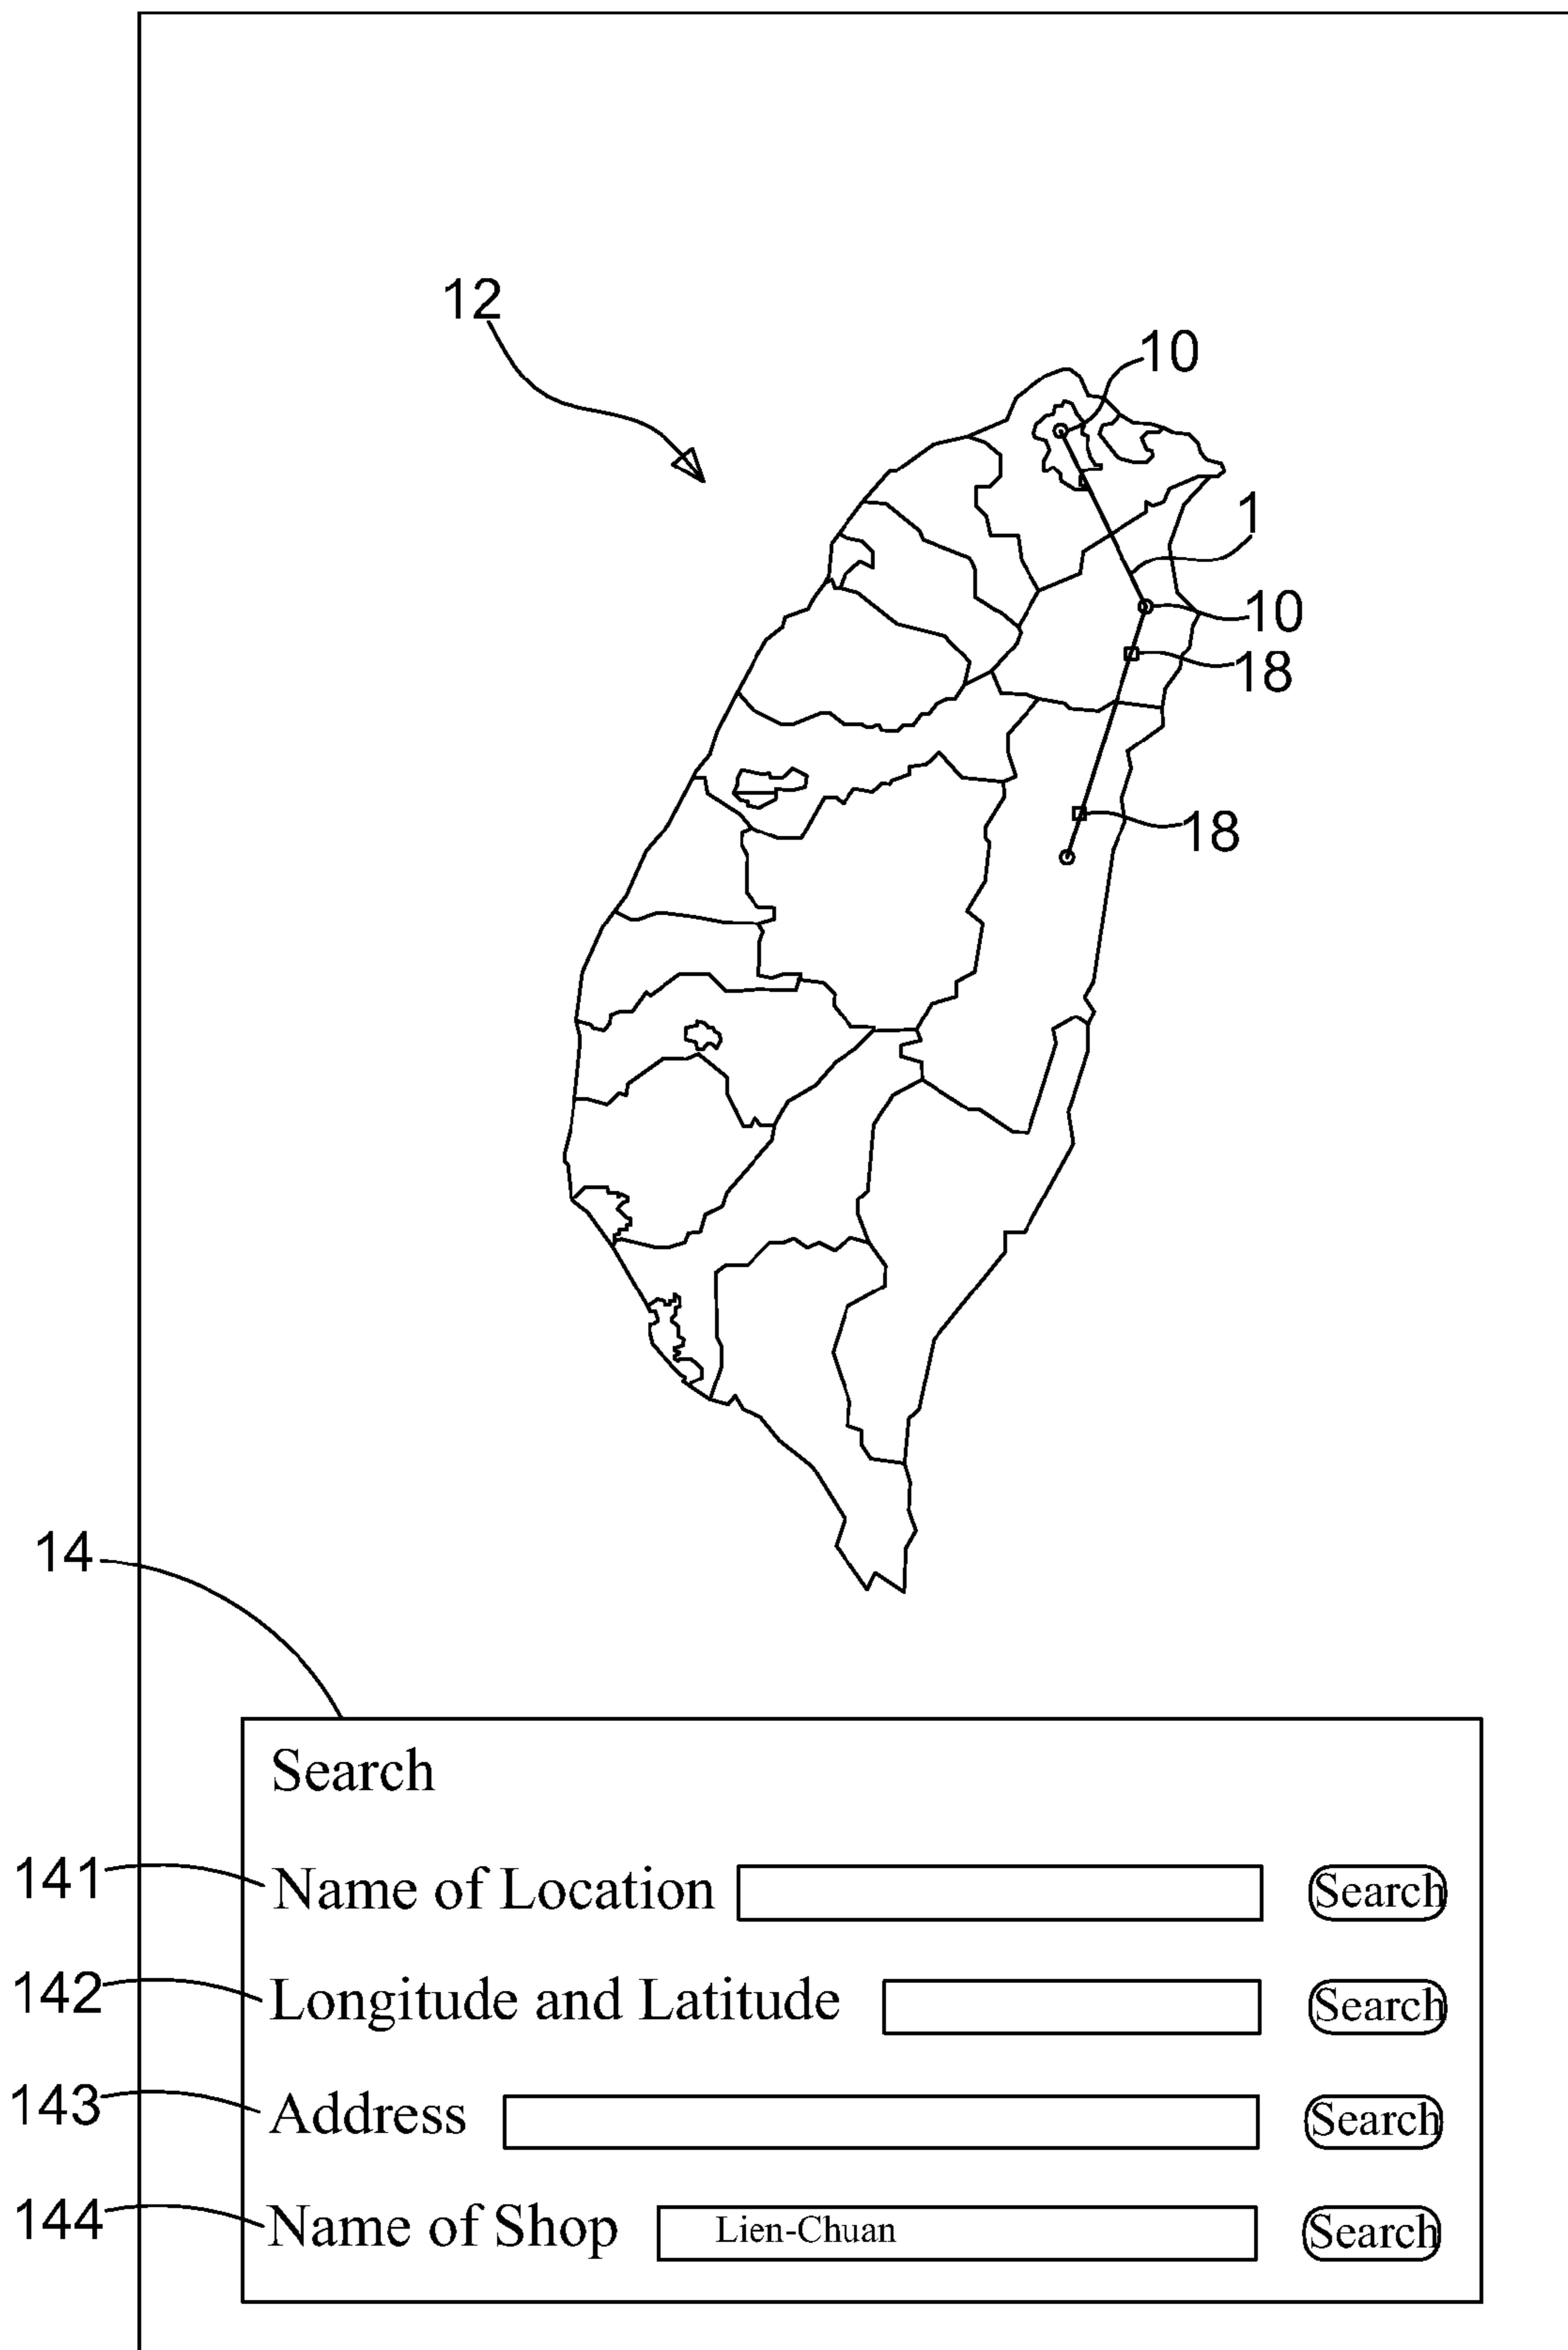 12
10
1
10
18
18
14
Search
141 Name of Location Search
142 Longitude and Latitude Search
143 Address Search
144 Name of Shop Lien-Chuan Search